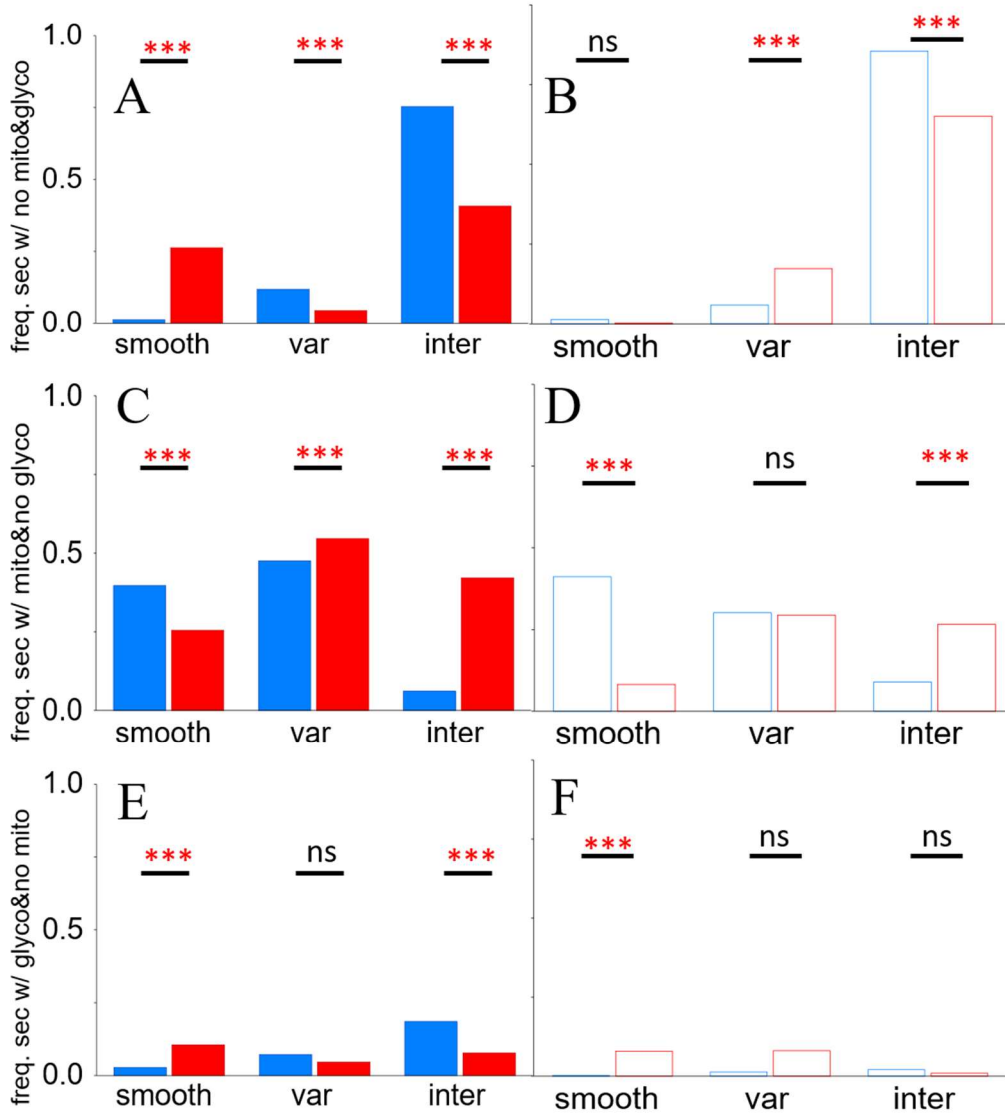 freq. sec w/ no mito&glyco
1.0
0.5
0.0
A
***
***
***
smooth var inter
B
ns
***
***
smooth var inter
freq. sec w/ mito&no glyco
1.0
0.5
0.0
C
***
***
***
smooth var inter
D
***
ns
***
smooth var inter
freq. sec w/ glyco&no mito
1.0
0.5
0.0
E
***
ns
***
smooth var inter
F
***
ns
ns
smooth var inter